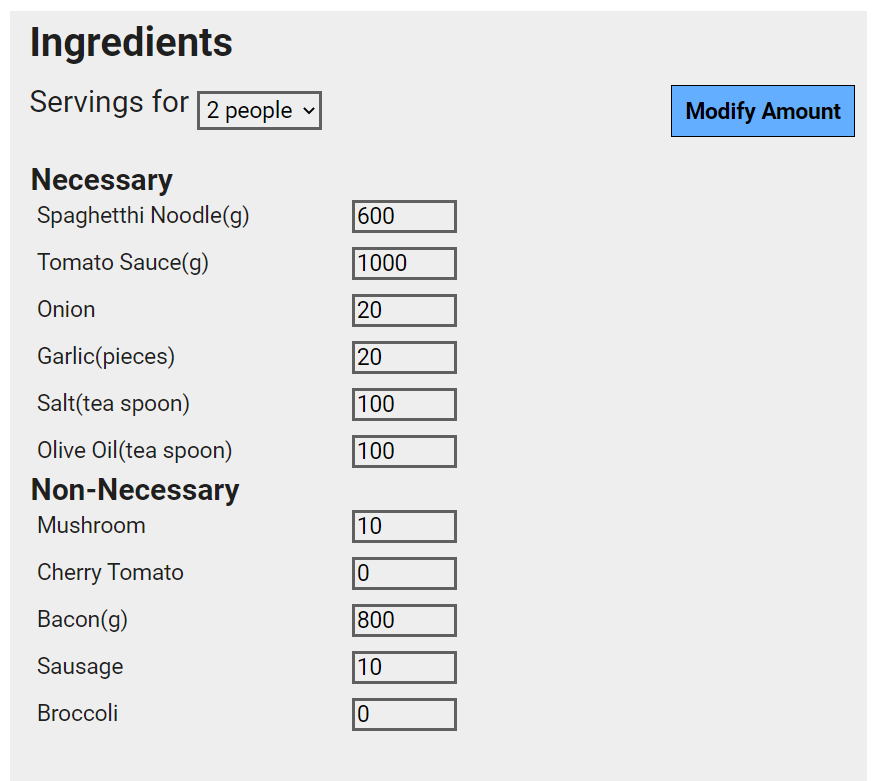 Ingredients
Servings for 2 people Modify Amount
Necessary
Spaghetthi Noodle(g) 600
Tomato Sauce(g) 1000
Onion 20
Garlic(pieces) 20
Salt(tea spoon) 100
Olive Oil(tea spoon) 100
Non-Necessary
Mushroom 10
Cherry Tomato 0
Bacon(g) 800
Sausage 10
Broccoli 0